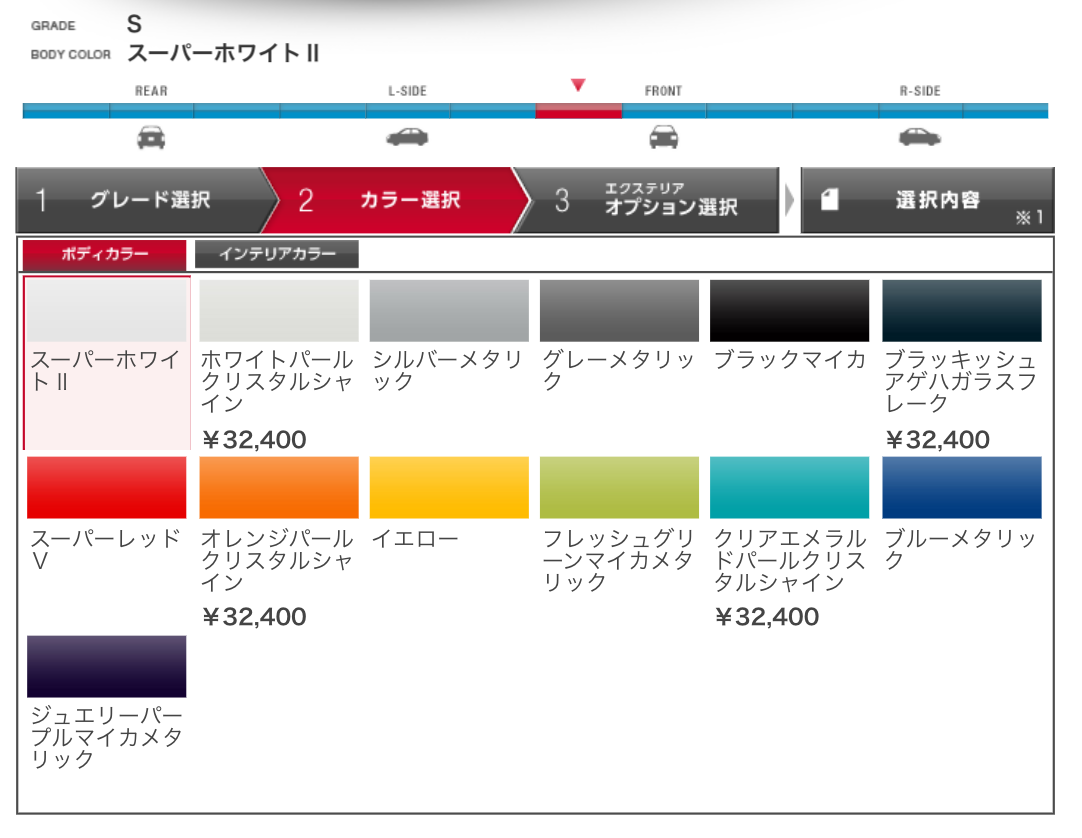 GRADE S
BODY COLOR スーパーホワイトⅡ
REAR L-SIDE FRONT R-SIDE
1 グレード選択 2 カラー選択 3 エクステリア オプション選択 選択内容 ※1
ボディカラー インテリアカラー
スーパーホワイ
トⅡ
ホワイトパール
クリスタルシャ
イン
¥32,400
シルバーメタリ
ック
グレーメタリッ
ク
ブラックマイカ
ブラッキッシュ
アゲハガラスフ
レーク
¥32,400
スーパーレッド
Ⅴ
オレンジパール
クリスタルシャ
イン
¥32,400
イエロー
フレッシュグリ
ーンマイカメタ
リック
クリアエメラル
ドパールクリス
タルシャイン
¥32,400
ブルーメタリッ
ク
ジュエリーパー
プルマイカメタ
リック